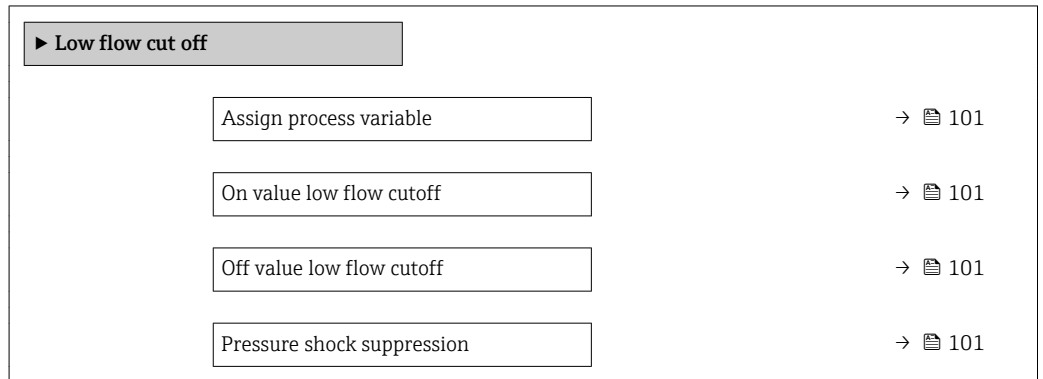 ► Low flow cut off
Assign process variable → 101
On value low flow cutoff → 101
Off value low flow cutoff → 101
Pressure shock suppression → 101